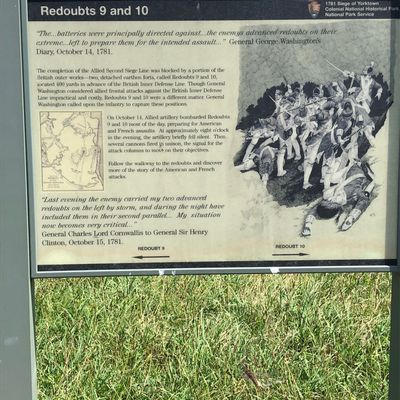 Redoubts 9 and 10
1781 Siege of Yorktown
Colonial National Historical Park
National Park Service
"The...batteries were principally directed against...the enemys advanced redoubts on their
extreme...left to prepare them for the intended assault..." General George Washington's
Diary, October 14, 1781.
The completion of the Allied Second Siege Line was blocked by a portion of the
British outer works—two, detached earthen forts, called Redoubts 9 and 10,
located 400 yards in advance of the British Inner Defense Line. Though General
Washington considered allied frontal attacks against the British Inner Defense
Line impractical and costly, Redoubts 9 and 10 were a different matter. General
Washington called upon the infantry to capture these positions.
On October 14, Allied artillery bombarded Redoubts
9 and 10 most of the day, preparing for American
and French assaults. At approximately eight o'clock
in the evening, the artillery briefly fell silent. Then,
several cannons fired in unison, the signal for the
attack columns to move on their objectives.
Follow the walkway to the redoubts and discover
more of the story of the American and French
attacks.
"Last evening the enemy carried my two advanced
redoubts on the left by storm, and during the night have
included them in their second parallel... My situation
now becomes very critical..."
General Charles Lord Cornwallis to General Sir Henry
Clinton, October 15, 1781.
REDOUBT 9
REDOUBT 10